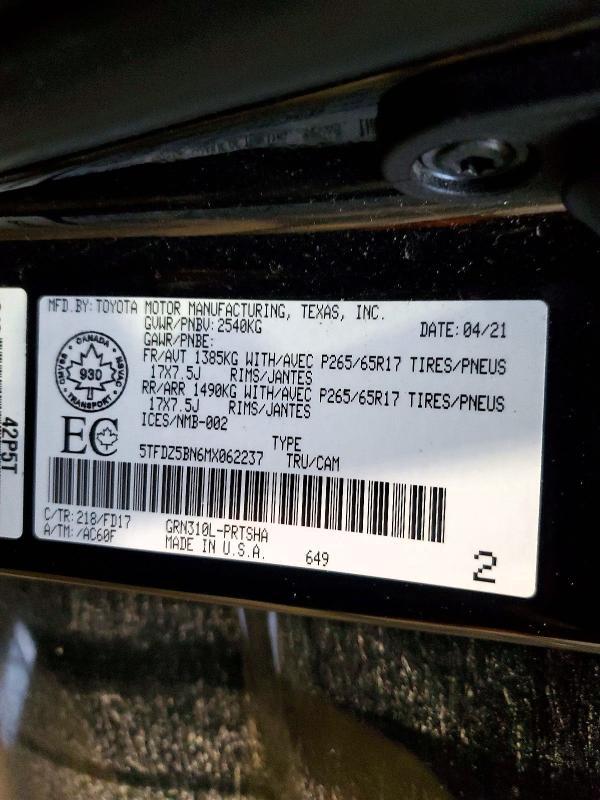 MFD. BY: TOYOTA MOTOR MANUFACTURING, TEXAS, INC.
GVWR/PNBV: 2540KG
DATE: 04/21
GAWR/PNBE:
FR/AVT 1385KG WITH/AVEC P265/65R17 TIRES/PNEUS
17X7.5J RIMS/JANTES
RR/ARR 1490KG WITH/AVEC P265/65R17 TIRES/PNEUS
17X7.5J RIMS/JANTES
ICES/NMB-002
CANADA
CMVSS
930
NSVAC
TRANSPORT
EC
TYPE
5TFDZ5BN6MX062237 TRU/CAM
C/TR: 218/FD17
A/TM: /AC60F
GRN310L-PRTSHA
MADE IN U.S.A.
649
2
42P5T